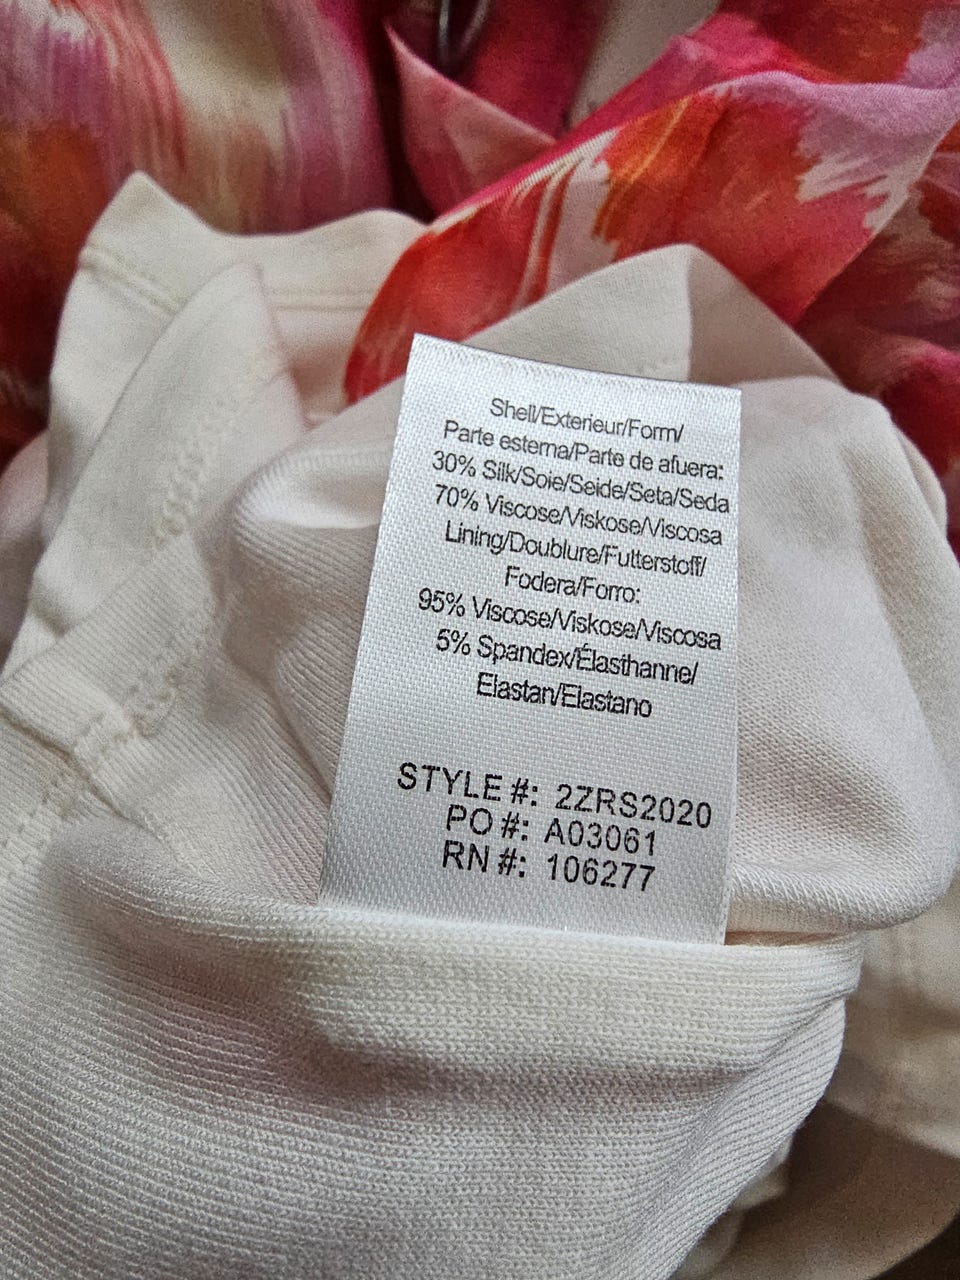 Shell/Exterieur/Form/
Parte esterna/Parte de afuera:
30% Silk/Soie/Seide/Seta/Seda
70% Viscose/Viskose/Viscosa
Lining/Doublure/Futterstoff/
Fodera/Forro:
95% Viscose/Viskose/Viscosa
5% Spandex/Élasthanne/
Elastan/Elastano
STYLE #: 2ZRS2020
PO #: A03061
RN #: 106277